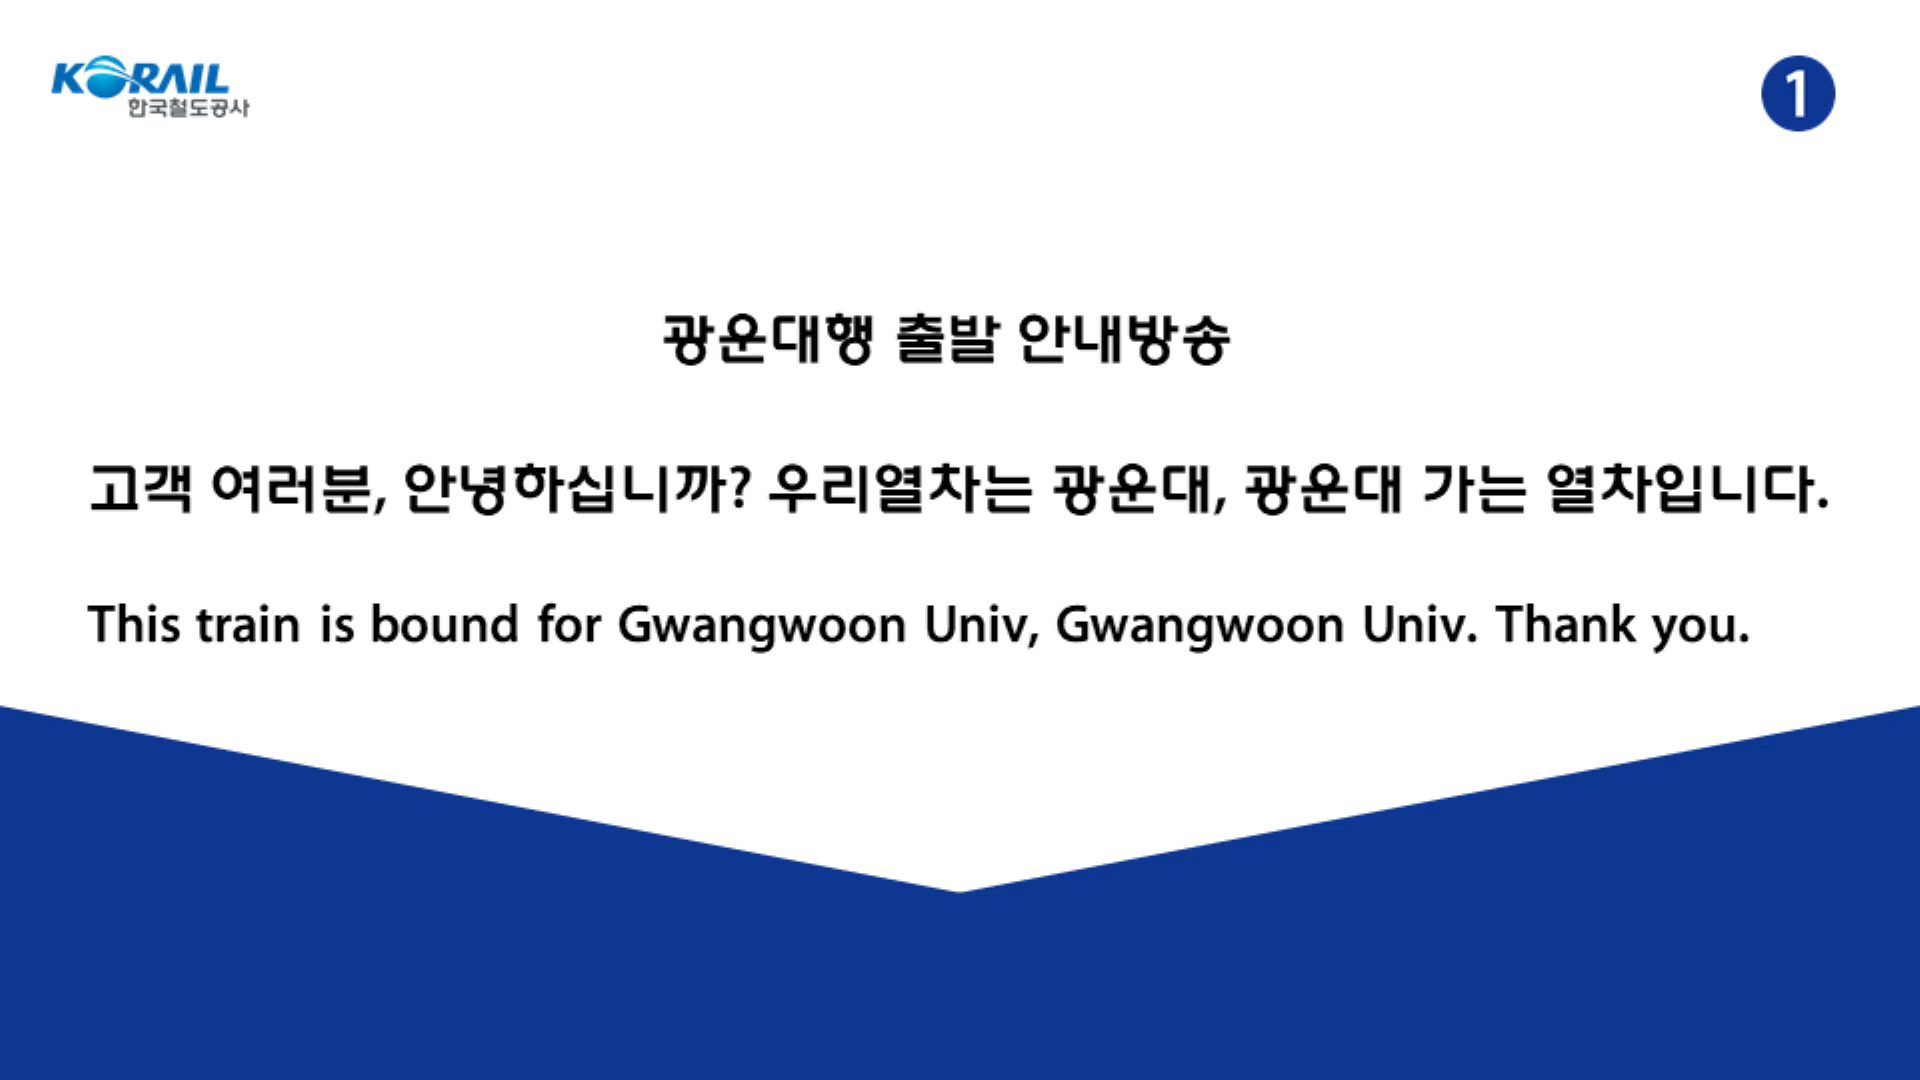 KORAIL
한국철도공사
1
광운대행 출발 안내방송
고객 여러분, 안녕하십니까? 우리열차는 광운대, 광운대 가는 열차입니다.
This train is bound for Gwangwoon Univ, Gwangwoon Univ. Thank you.